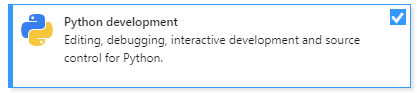 Python development
Editing, debugging, interactive development and source
control for Python.